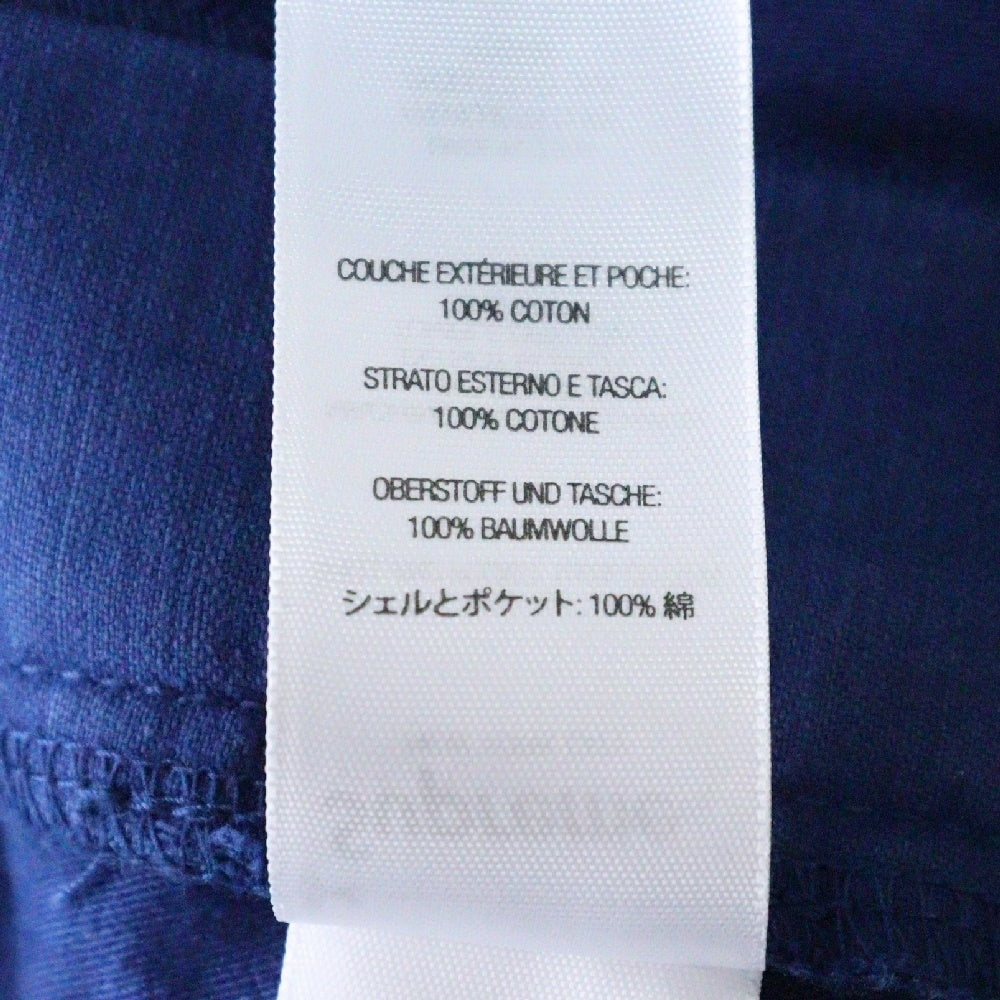 COUCHE EXTÉRIEURE ET POCHE:
100% COTON
STRATO ESTERNO E TASCA:
100% COTONE
OBERSTOFF UND TASCHE:
100% BAUMWOLLE
シェルとポケット: 100% 綿